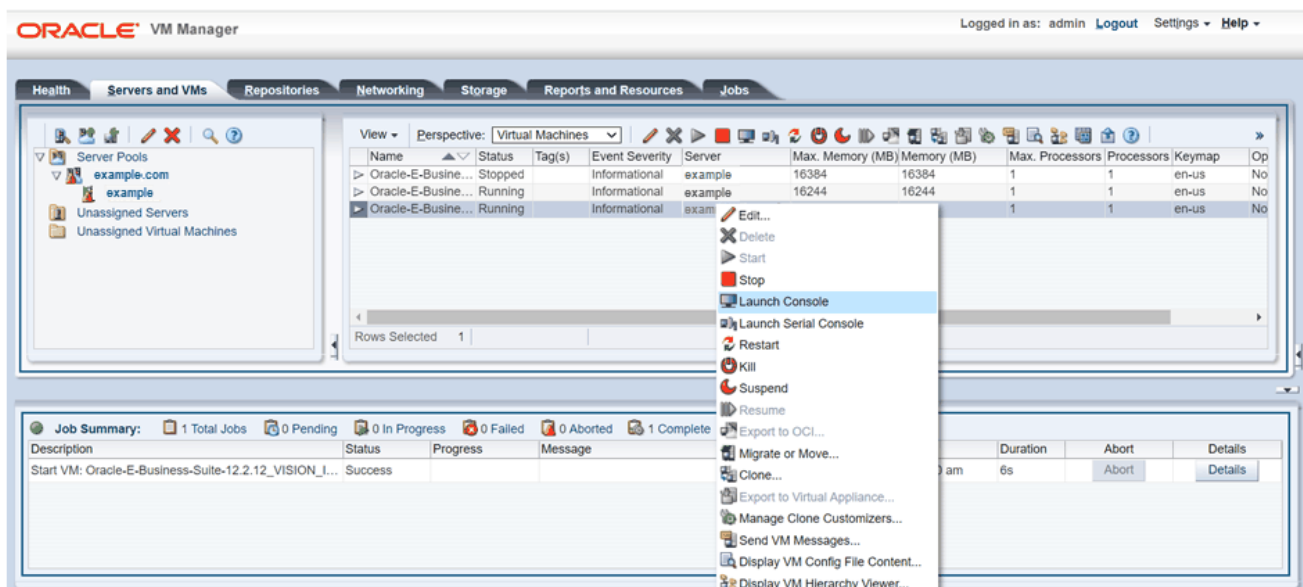 ORACLE VM Manager
Logged in as: admin Logout Settings Help
Health Servers and VMs Repositories Networking Storage Reports and Resources Jobs
View Perspective: Virtual Machines »
Server Pools
example.com
example
Unassigned Servers
Unassigned Virtual Machines
Name Status Tag(s) Event Severity Server Max. Memory (MB) Memory (MB) Max. Processors Processors Keymap Op
Oracle-E-Busine... Stopped Informational example 16384 16384 1 1 en-us No
Oracle-E-Busine... Running Informational example 16244 16244 1 1 en-us No
Oracle-E-Busine... Running Informational exam 1 1 en-us No
Rows Selected 1
Edit...
Delete
Start
Stop
Launch Console
Launch Serial Console
Restart
Kill
Suspend
Resume
Export to OCI...
Migrate or Move...
Clone...
Export to Virtual Appliance...
Manage Clone Customizers...
Send VM Messages...
Display VM Config File Content...
Display VM Hierarchy Viewer...
Job Summary: 1 Total Jobs 0 Pending 0 In Progress 0 Failed 0 Aborted 1 Complete
Description Status Progress Message Duration Abort Details
Start VM: Oracle-E-Business-Suite-12.2.12_VISION_I... Success am 6s Abort Details